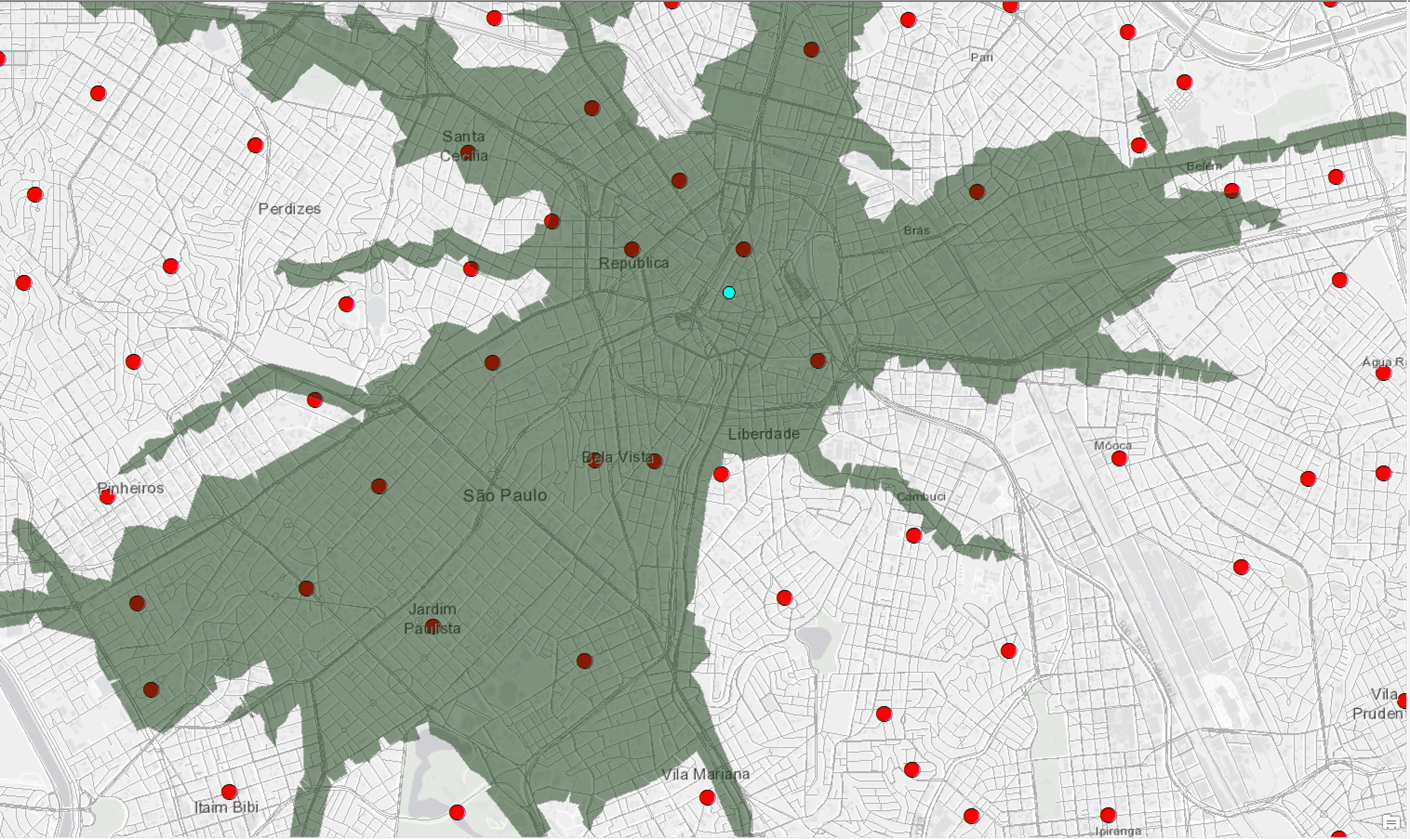 Pari
Santa
Cecília
Belém
Perdizes
Brás
República
Água R
Liberdade
Móoca
Bela Vista
Pinheiros
São Paulo
Cambuci
Jardim
Paulista
Vila
Pruden
Vila Mariana
Itaim Bibi
Ipiranga